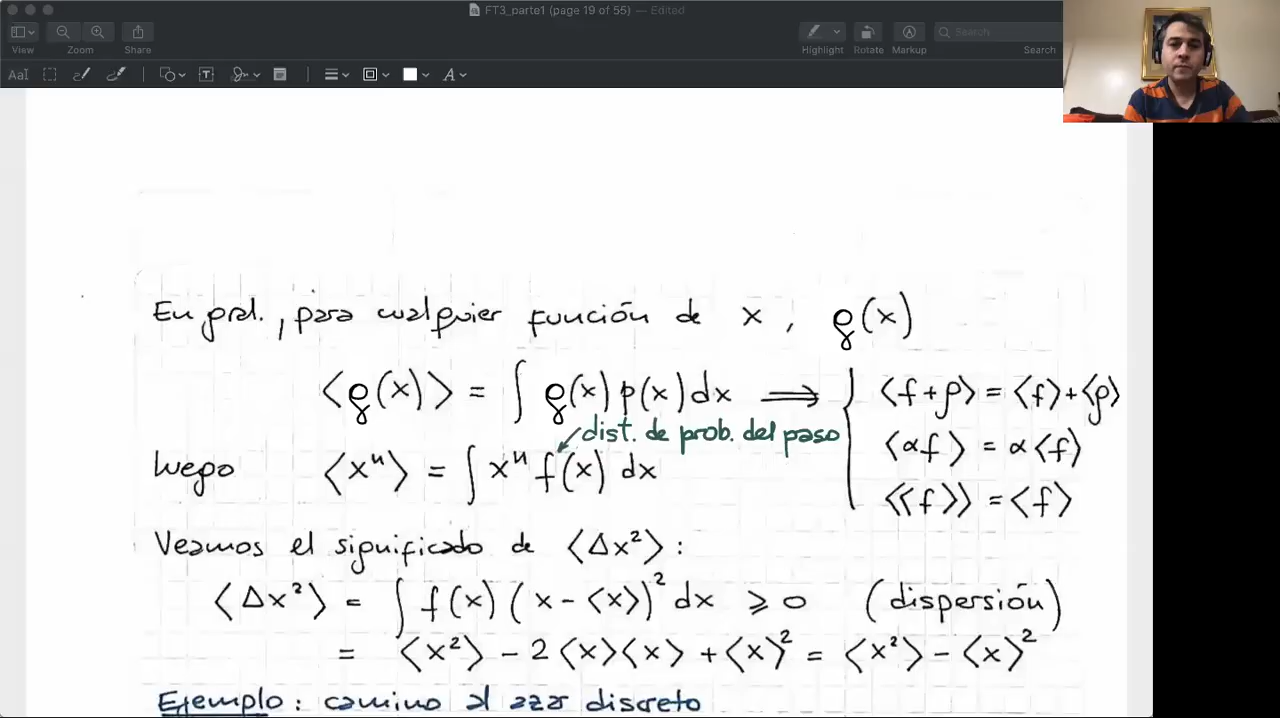 FT3_parte1 (page 19 of 55) — Edited
View Zoom Share Highlight Rotate Markup Search
Search
En gral., para cualquier función de x , g(x)
⟨g(x)⟩ = ∫ g(x) p(x) dx ⟹ { ⟨f+g⟩ = ⟨f⟩+⟨g⟩
dist. de prob. del paso
⟨αf⟩ = α⟨f⟩
luego ⟨xⁿ⟩ = ∫ xⁿ f(x) dx
⟨⟨f⟩⟩ = ⟨f⟩
Veamos el significado de ⟨Δx²⟩ :
⟨Δx²⟩ = ∫ f(x) (x - ⟨x⟩)² dx ⩾ 0 (dispersión)
= ⟨x²⟩ - 2⟨x⟩⟨x⟩ + ⟨x⟩² = ⟨x²⟩ - ⟨x⟩²
Ejemplo : camino al azar discreto